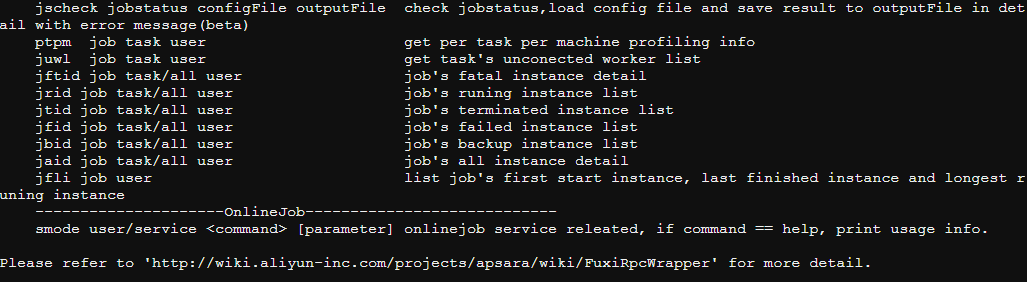 jscheck jobstatus configFile outputFile  check jobstatus,load config file and save result to outputFile in det
ail with error message(beta)
ptpm  job task user                      get per task per machine profiling info
juwl  job task user                      get task's unconected worker list
jftid job task/all user                  job's fatal instance detail
jrid job task/all user                   job's runing instance list
jtid job task/all user                   job's terminated instance list
jfid job task/all user                   job's failed instance list
jbid job task/all user                   job's backup instance list
jaid job task/all user                   job's all instance detail
jfli job user                            list job's first start instance, last finished instance and longest r
uning instance
---------------------OnlineJob----------------------------
smode user/service <command> [parameter] onlinejob service releated, if command == help, print usage info.
Please refer to 'http://wiki.aliyun-inc.com/projects/apsara/wiki/FuxiRpcWrapper' for more detail.